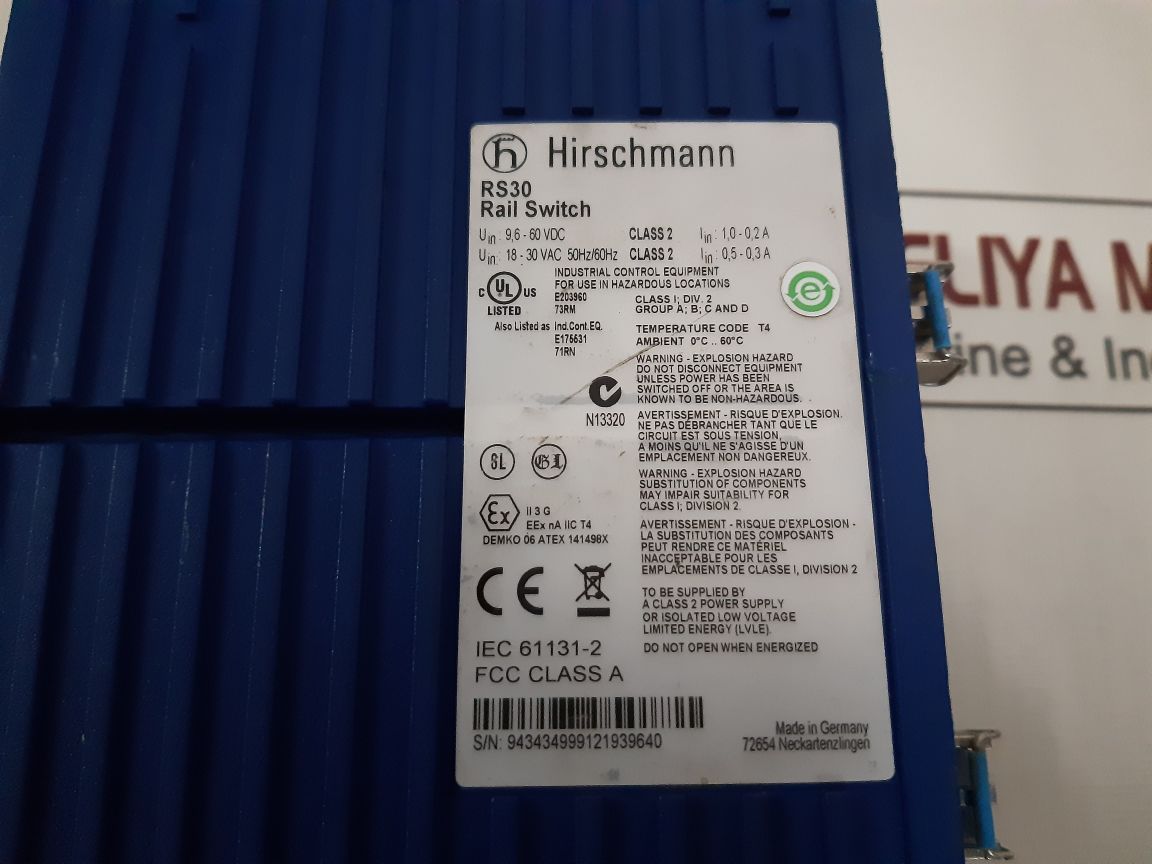 Hirschmann
RS30
Rail Switch
Uin: 9,6 - 60 VDC CLASS 2 Iin: 1,0 - 0,2 A
Uin: 18 - 30 VAC 50Hz/60Hz CLASS 2 Iin: 0,5 - 0,3 A
INDUSTRIAL CONTROL EQUIPMENT
FOR USE IN HAZARDOUS LOCATIONS
C UL US
LISTED
E203960
73RM
CLASS I; DIV. 2
GROUP A; B; C AND D
Also Listed as Ind.Cont.EQ.
E175531
71RN
TEMPERATURE CODE T4
AMBIENT 0°C .. 60°C
WARNING - EXPLOSION HAZARD
DO NOT DISCONNECT EQUIPMENT
UNLESS POWER HAS BEEN
SWITCHED OFF OR THE AREA IS
KNOWN TO BE NON-HAZARDOUS.
N13320
AVERTISSEMENT - RISQUE D'EXPLOSION.
NE PAS DÉBRANCHER TANT QUE LE
CIRCUIT EST SOUS TENSION,
A MOINS QU'IL NE S'AGISSE D'UN
EMPLACEMENT NON DANGEREUX.
GL
WARNING - EXPLOSION HAZARD
SUBSTITUTION OF COMPONENTS
MAY IMPAIR SUITABILITY FOR
CLASS I; DIVISION 2.
Ex II 3 G
EEx nA IIC T4
DEMKO 06 ATEX 141498X
AVERTISSEMENT - RISQUE D'EXPLOSION -
LA SUBSTITUTION DES COMPOSANTS
PEUT RENDRE CE MATÉRIEL
INACCEPTABLE POUR LES
EMPLACEMENTS DE CLASSE I, DIVISION 2
CE
TO BE SUPPLIED BY
A CLASS 2 POWER SUPPLY
OR ISOLATED LOW VOLTAGE
LIMITED ENERGY (LVLE).
IEC 61131-2
FCC CLASS A
DO NOT OPEN WHEN ENERGIZED
S/N: 943434999121939640
Made in Germany
72654 Neckartenzlingen
ELIYA M
ine & In